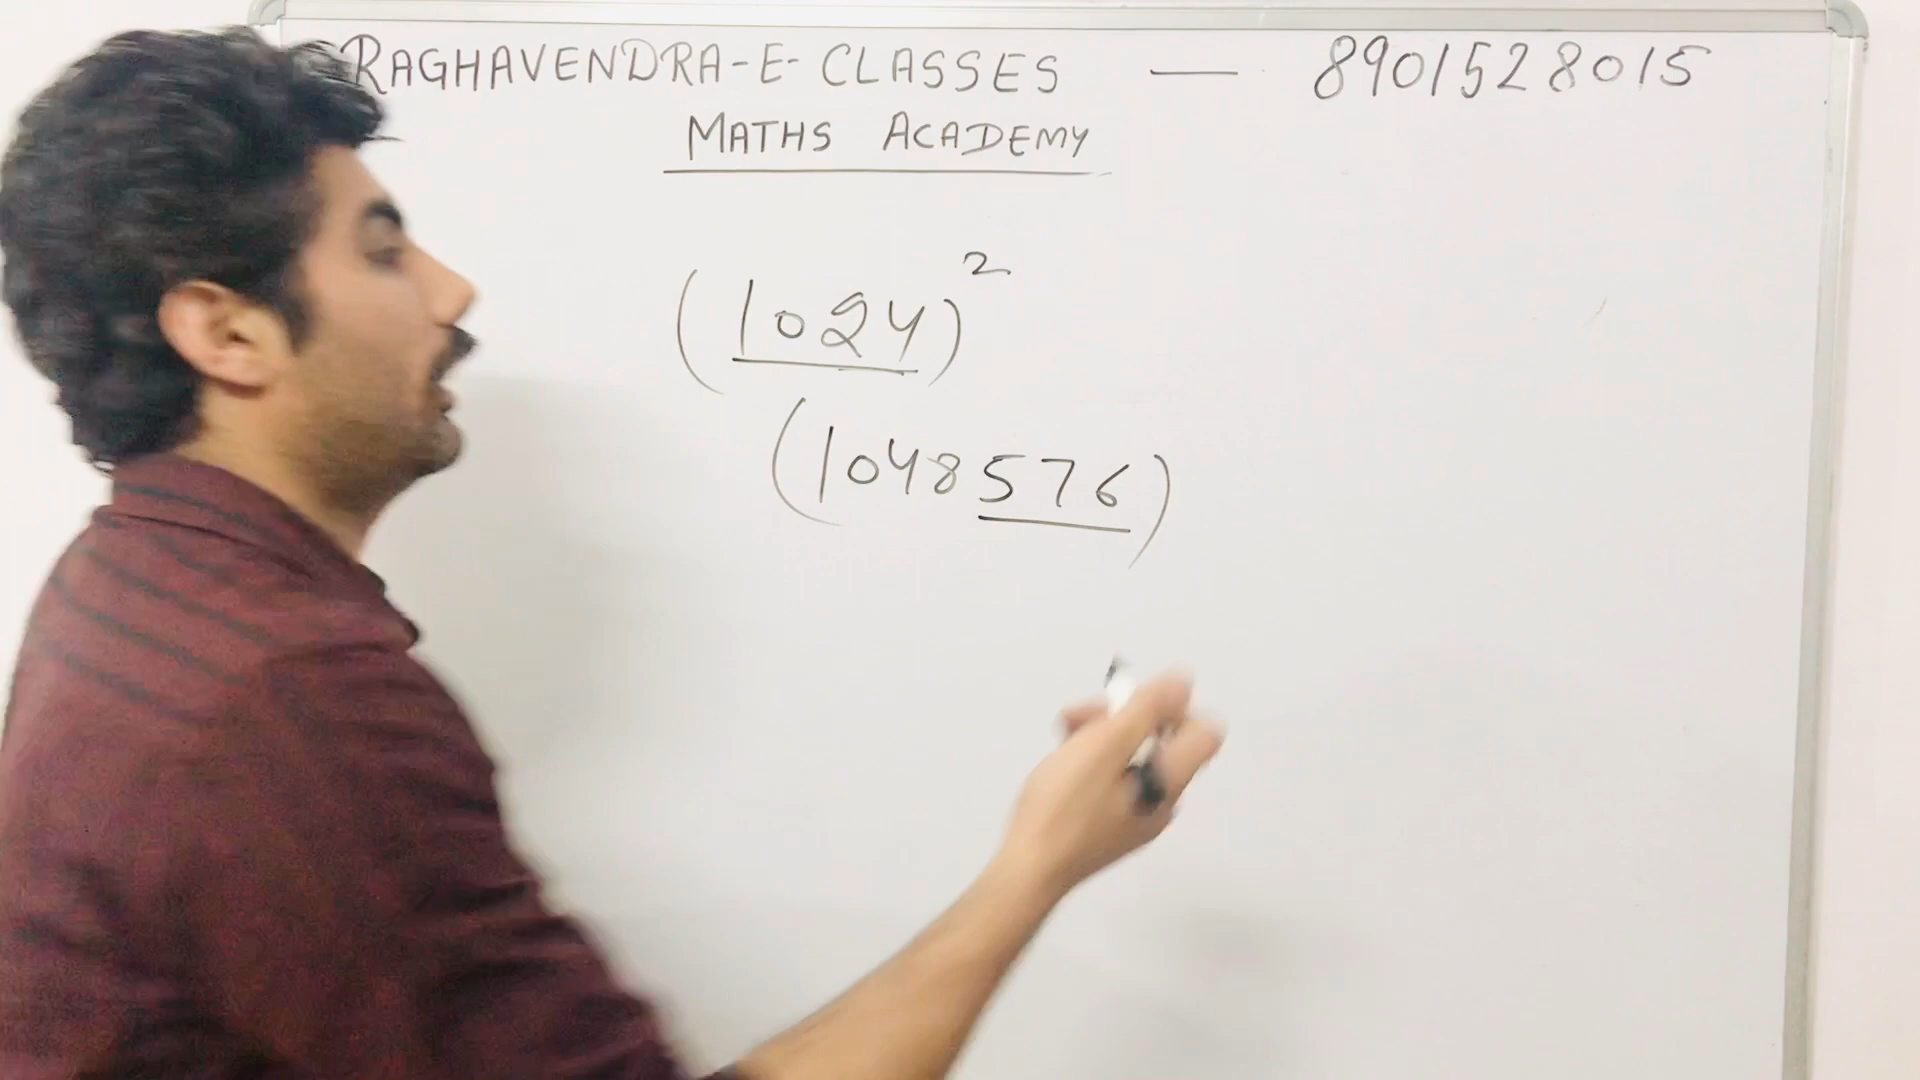 RAGHAVENDRA-E-CLASSES — 8901528015
MATHS ACADEMY
(1024)²
(1048576)